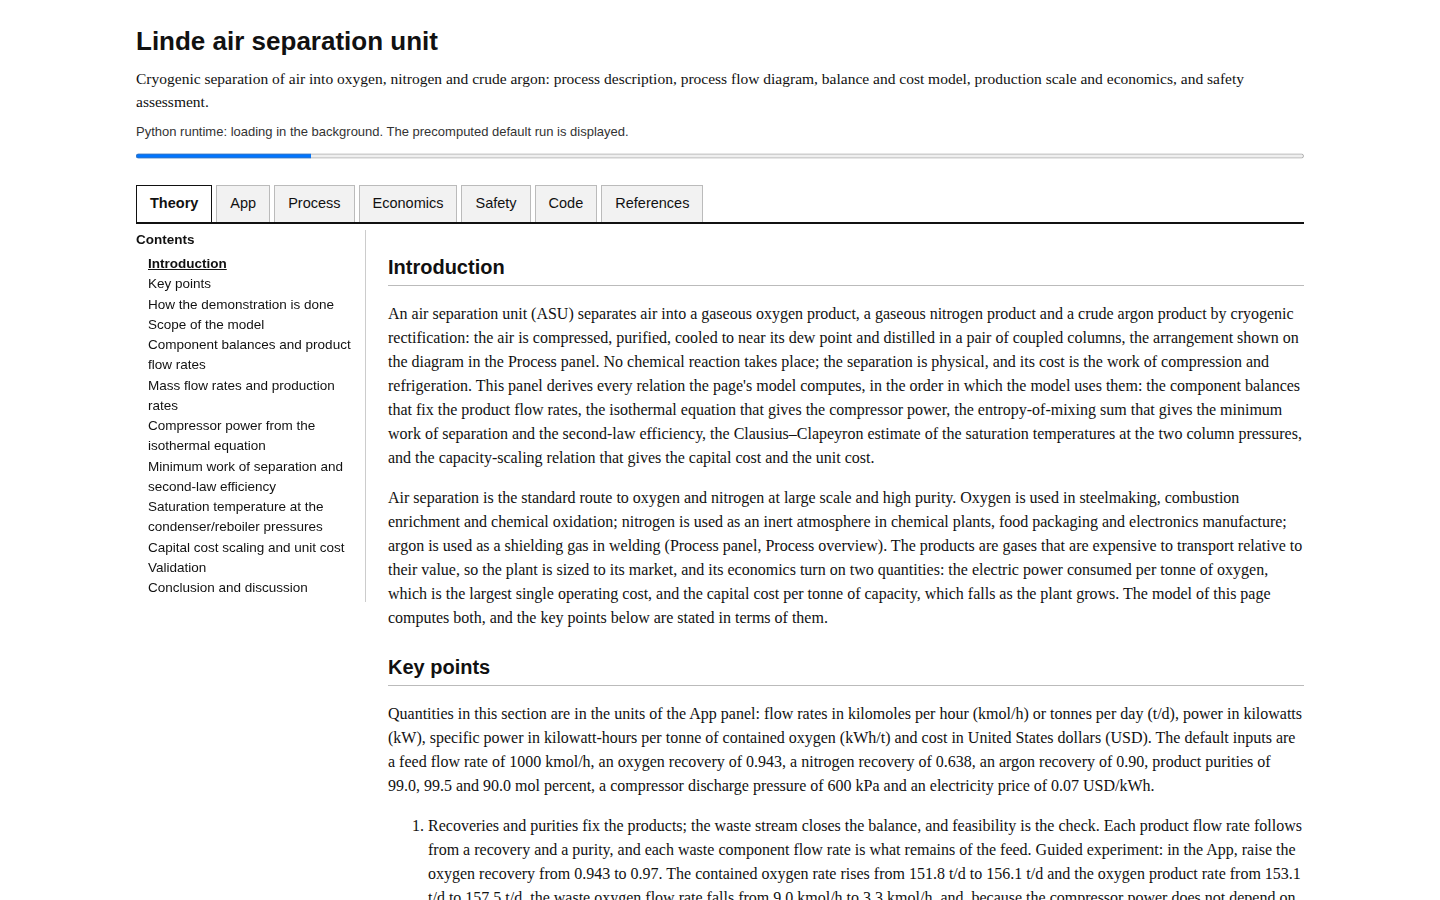 Linde air separation unit
Cryogenic separation of air into oxygen, nitrogen and crude argon: process description, process flow diagram, balance and cost model, production scale and economics, and safety
assessment.
Python runtime: loading in the background. The precomputed default run is displayed.
Theory App Process Economics Safety Code References
Contents
Introduction
Key points
How the demonstration is done
Scope of the model
Component balances and product
flow rates
Mass flow rates and production
rates
Compressor power from the
isothermal equation
Minimum work of separation and
second-law efficiency
Saturation temperature at the
condenser/reboiler pressures
Capital cost scaling and unit cost
Validation
Conclusion and discussion
Introduction
An air separation unit (ASU) separates air into a gaseous oxygen product, a gaseous nitrogen product and a crude argon product by cryogenic
rectification: the air is compressed, purified, cooled to near its dew point and distilled in a pair of coupled columns, the arrangement shown on
the diagram in the Process panel. No chemical reaction takes place; the separation is physical, and its cost is the work of compression and
refrigeration. This panel derives every relation the page's model computes, in the order in which the model uses them: the component balances
that fix the product flow rates, the isothermal equation that gives the compressor power, the entropy-of-mixing sum that gives the minimum
work of separation and the second-law efficiency, the Clausius–Clapeyron estimate of the saturation temperatures at the two column pressures,
and the capacity-scaling relation that gives the capital cost and the unit cost.
Air separation is the standard route to oxygen and nitrogen at large scale and high purity. Oxygen is used in steelmaking, combustion
enrichment and chemical oxidation; nitrogen is used as an inert atmosphere in chemical plants, food packaging and electronics manufacture;
argon is used as a shielding gas in welding (Process panel, Process overview). The products are gases that are expensive to transport relative to
their value, so the plant is sized to its market, and its economics turn on two quantities: the electric power consumed per tonne of oxygen,
which is the largest single operating cost, and the capital cost per tonne of capacity, which falls as the plant grows. The model of this page
computes both, and the key points below are stated in terms of them.
Key points
Quantities in this section are in the units of the App panel: flow rates in kilomoles per hour (kmol/h) or tonnes per day (t/d), power in kilowatts
(kW), specific power in kilowatt-hours per tonne of contained oxygen (kWh/t) and cost in United States dollars (USD). The default inputs are
a feed flow rate of 1000 kmol/h, an oxygen recovery of 0.943, a nitrogen recovery of 0.638, an argon recovery of 0.90, product purities of
99.0, 99.5 and 90.0 mol percent, a compressor discharge pressure of 600 kPa and an electricity price of 0.07 USD/kWh.
1. Recoveries and purities fix the products; the waste stream closes the balance, and feasibility is the check. Each product flow rate follows
from a recovery and a purity, and each waste component flow rate is what remains of the feed. Guided experiment: in the App, raise the
oxygen recovery from 0.943 to 0.97. The contained oxygen rate rises from 151.8 t/d to 156.1 t/d and the oxygen product rate from 153.1
t/d to 157.5 t/d, the waste oxygen flow rate falls from 9.0 kmol/h to 3.3 kmol/h, and, because the compressor power does not depend on